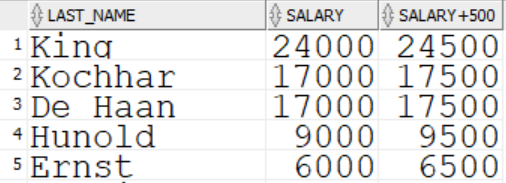 LAST_NAME SALARY SALARY+500
1 King 24000 24500
2 Kochhar 17000 17500
3 De Haan 17000 17500
4 Hunold 9000 9500
5 Ernst 6000 6500